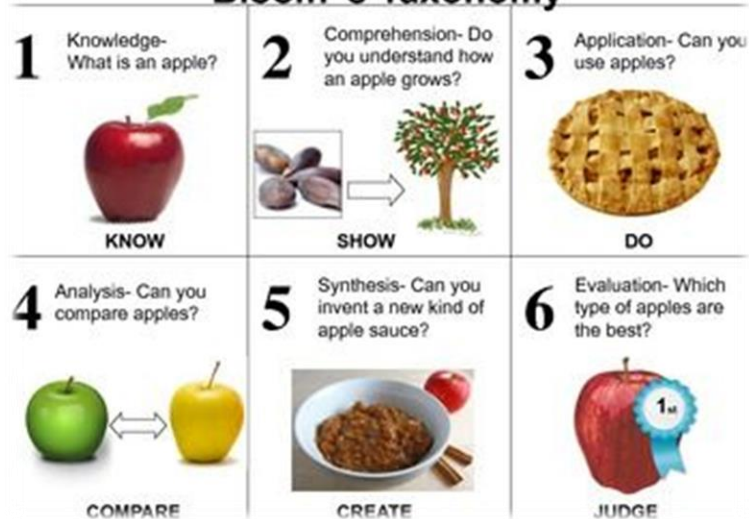 Bloom's Taxonomy
1
Knowledge-
What is an apple?
KNOW
2
Comprehension- Do
you understand how
an apple grows?
SHOW
3
Application- Can you
use apples?
DO
4
Analysis- Can you
compare apples?
COMPARE
5
Synthesis- Can you
invent a new kind of
apple sauce?
CREATE
6
Evaluation- Which
type of apples are
the best?
1st
JUDGE